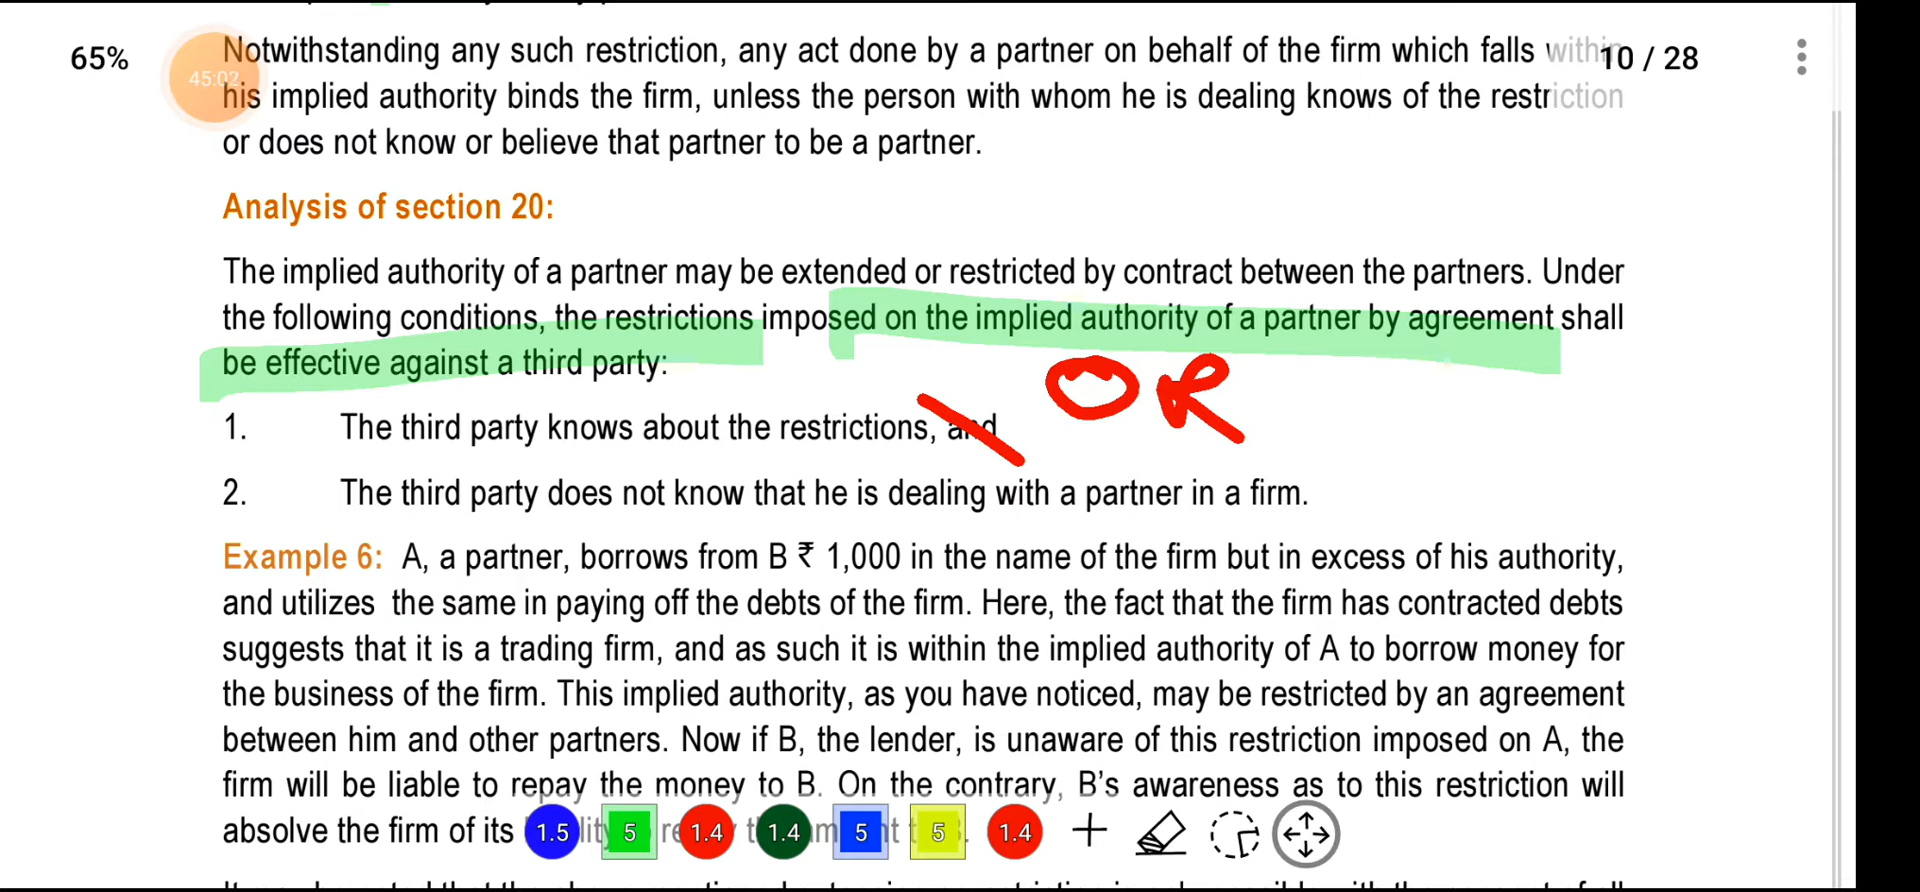 65%
45:02
10 / 28
Notwithstanding any such restriction, any act done by a partner on behalf of the firm which falls within
his implied authority binds the firm, unless the person with whom he is dealing knows of the restriction
or does not know or believe that partner to be a partner.
Analysis of section 20:
The implied authority of a partner may be extended or restricted by contract between the partners. Under
the following conditions, the restrictions imposed on the implied authority of a partner by agreement shall
be effective against a third party:
OR
1. The third party knows about the restrictions, and
2. The third party does not know that he is dealing with a partner in a firm.
Example 6: A, a partner, borrows from B ₹ 1,000 in the name of the firm but in excess of his authority,
and utilizes the same in paying off the debts of the firm. Here, the fact that the firm has contracted debts
suggests that it is a trading firm, and as such it is within the implied authority of A to borrow money for
the business of the firm. This implied authority, as you have noticed, may be restricted by an agreement
between him and other partners. Now if B, the lender, is unaware of this restriction imposed on A, the
firm will be liable to repay the money to B. On the contrary, B's awareness as to this restriction will
absolve the firm of its
1.5 5 1.4 1.4 5 5 1.4